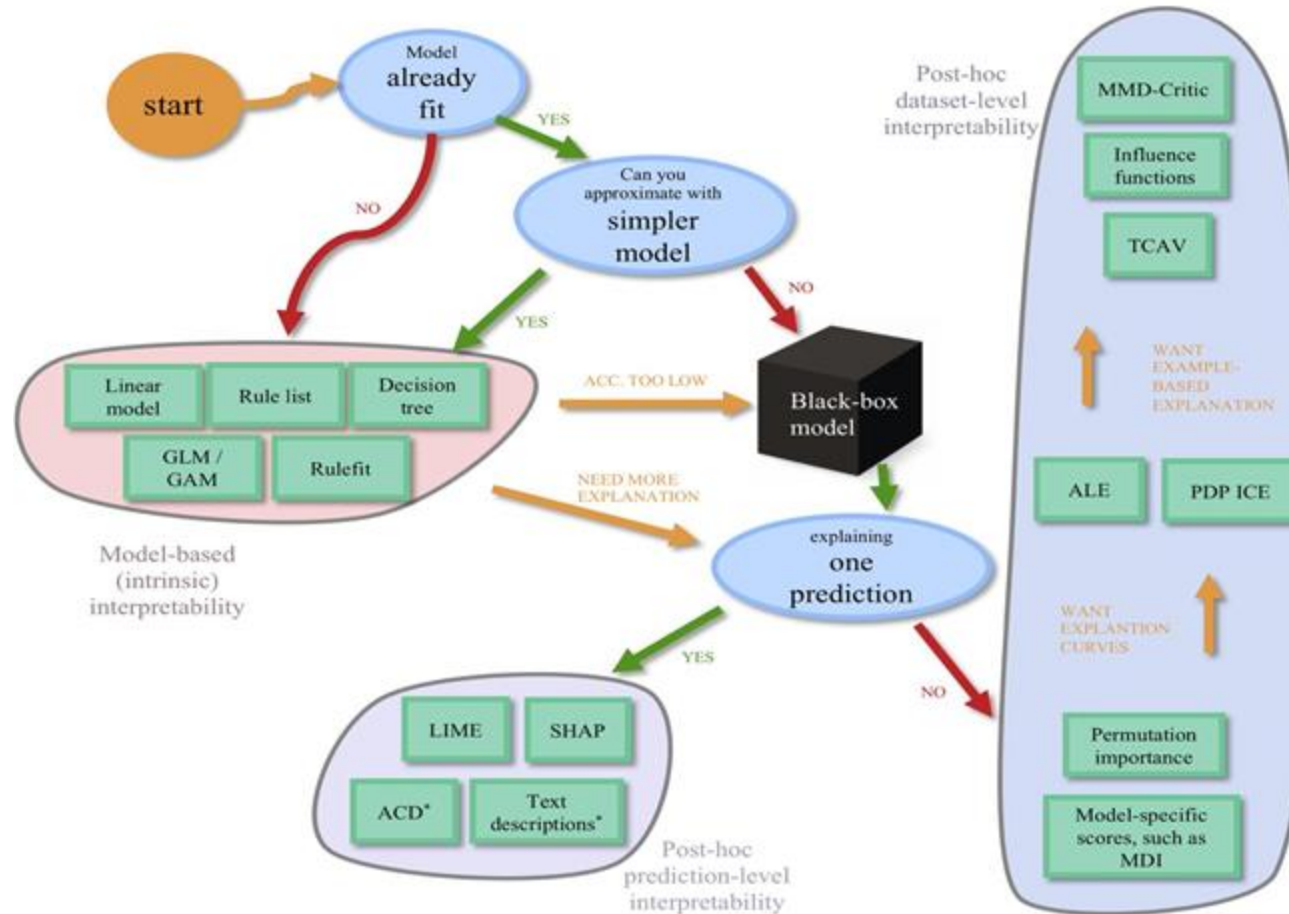 start
Model
already
fit
YES
NO
Can you
approximate with
simpler
model
YES
NO
Linear
model
Rule list
Decision
tree
GLM /
GAM
Rulefit
Model-based
(intrinsic)
interpretability
ACC. TOO LOW
NEED MORE
EXPLANATION
Black-box
model
explaining
one
prediction
YES
NO
LIME
SHAP
ACD*
Text
descriptions*
Post-hoc
prediction-level
interpretability
Post-hoc
dataset-level
interpretability
MMD-Critic
Influence
functions
TCAV
WANT
EXAMPLE-
BASED
EXPLANATION
ALE
PDP ICE
WANT
EXPLANTION
CURVES
Permutation
importance
Model-specific
scores, such as
MDI